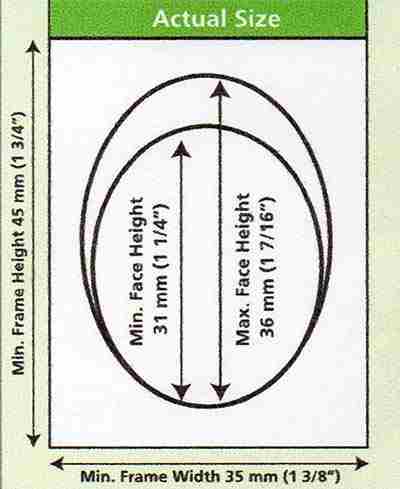 Actual Size
Min. Frame Height 45 mm (1 3/4”)
Min. Face Height
31 mm (1 1/4”)
Max. Face Height
36 mm (1 7/16”)
Min. Frame Width 35 mm (1 3/8”)